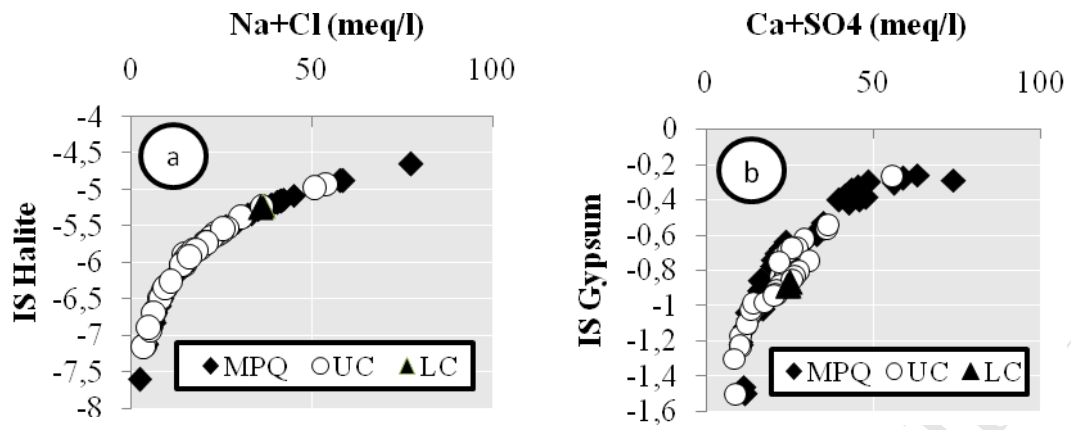 Na+Cl (meq/l)
0 50 100
IS Halite
-4
-4,5
-5
-5,5
-6
-6,5
-7
-7,5
-8
a
MPQ UC LC
Ca+SO4 (meq/l)
0 50 100
IS Gypsum
0
-0,2
-0,4
-0,6
-0,8
-1
-1,2
-1,4
-1,6
b
MPQ UC LC